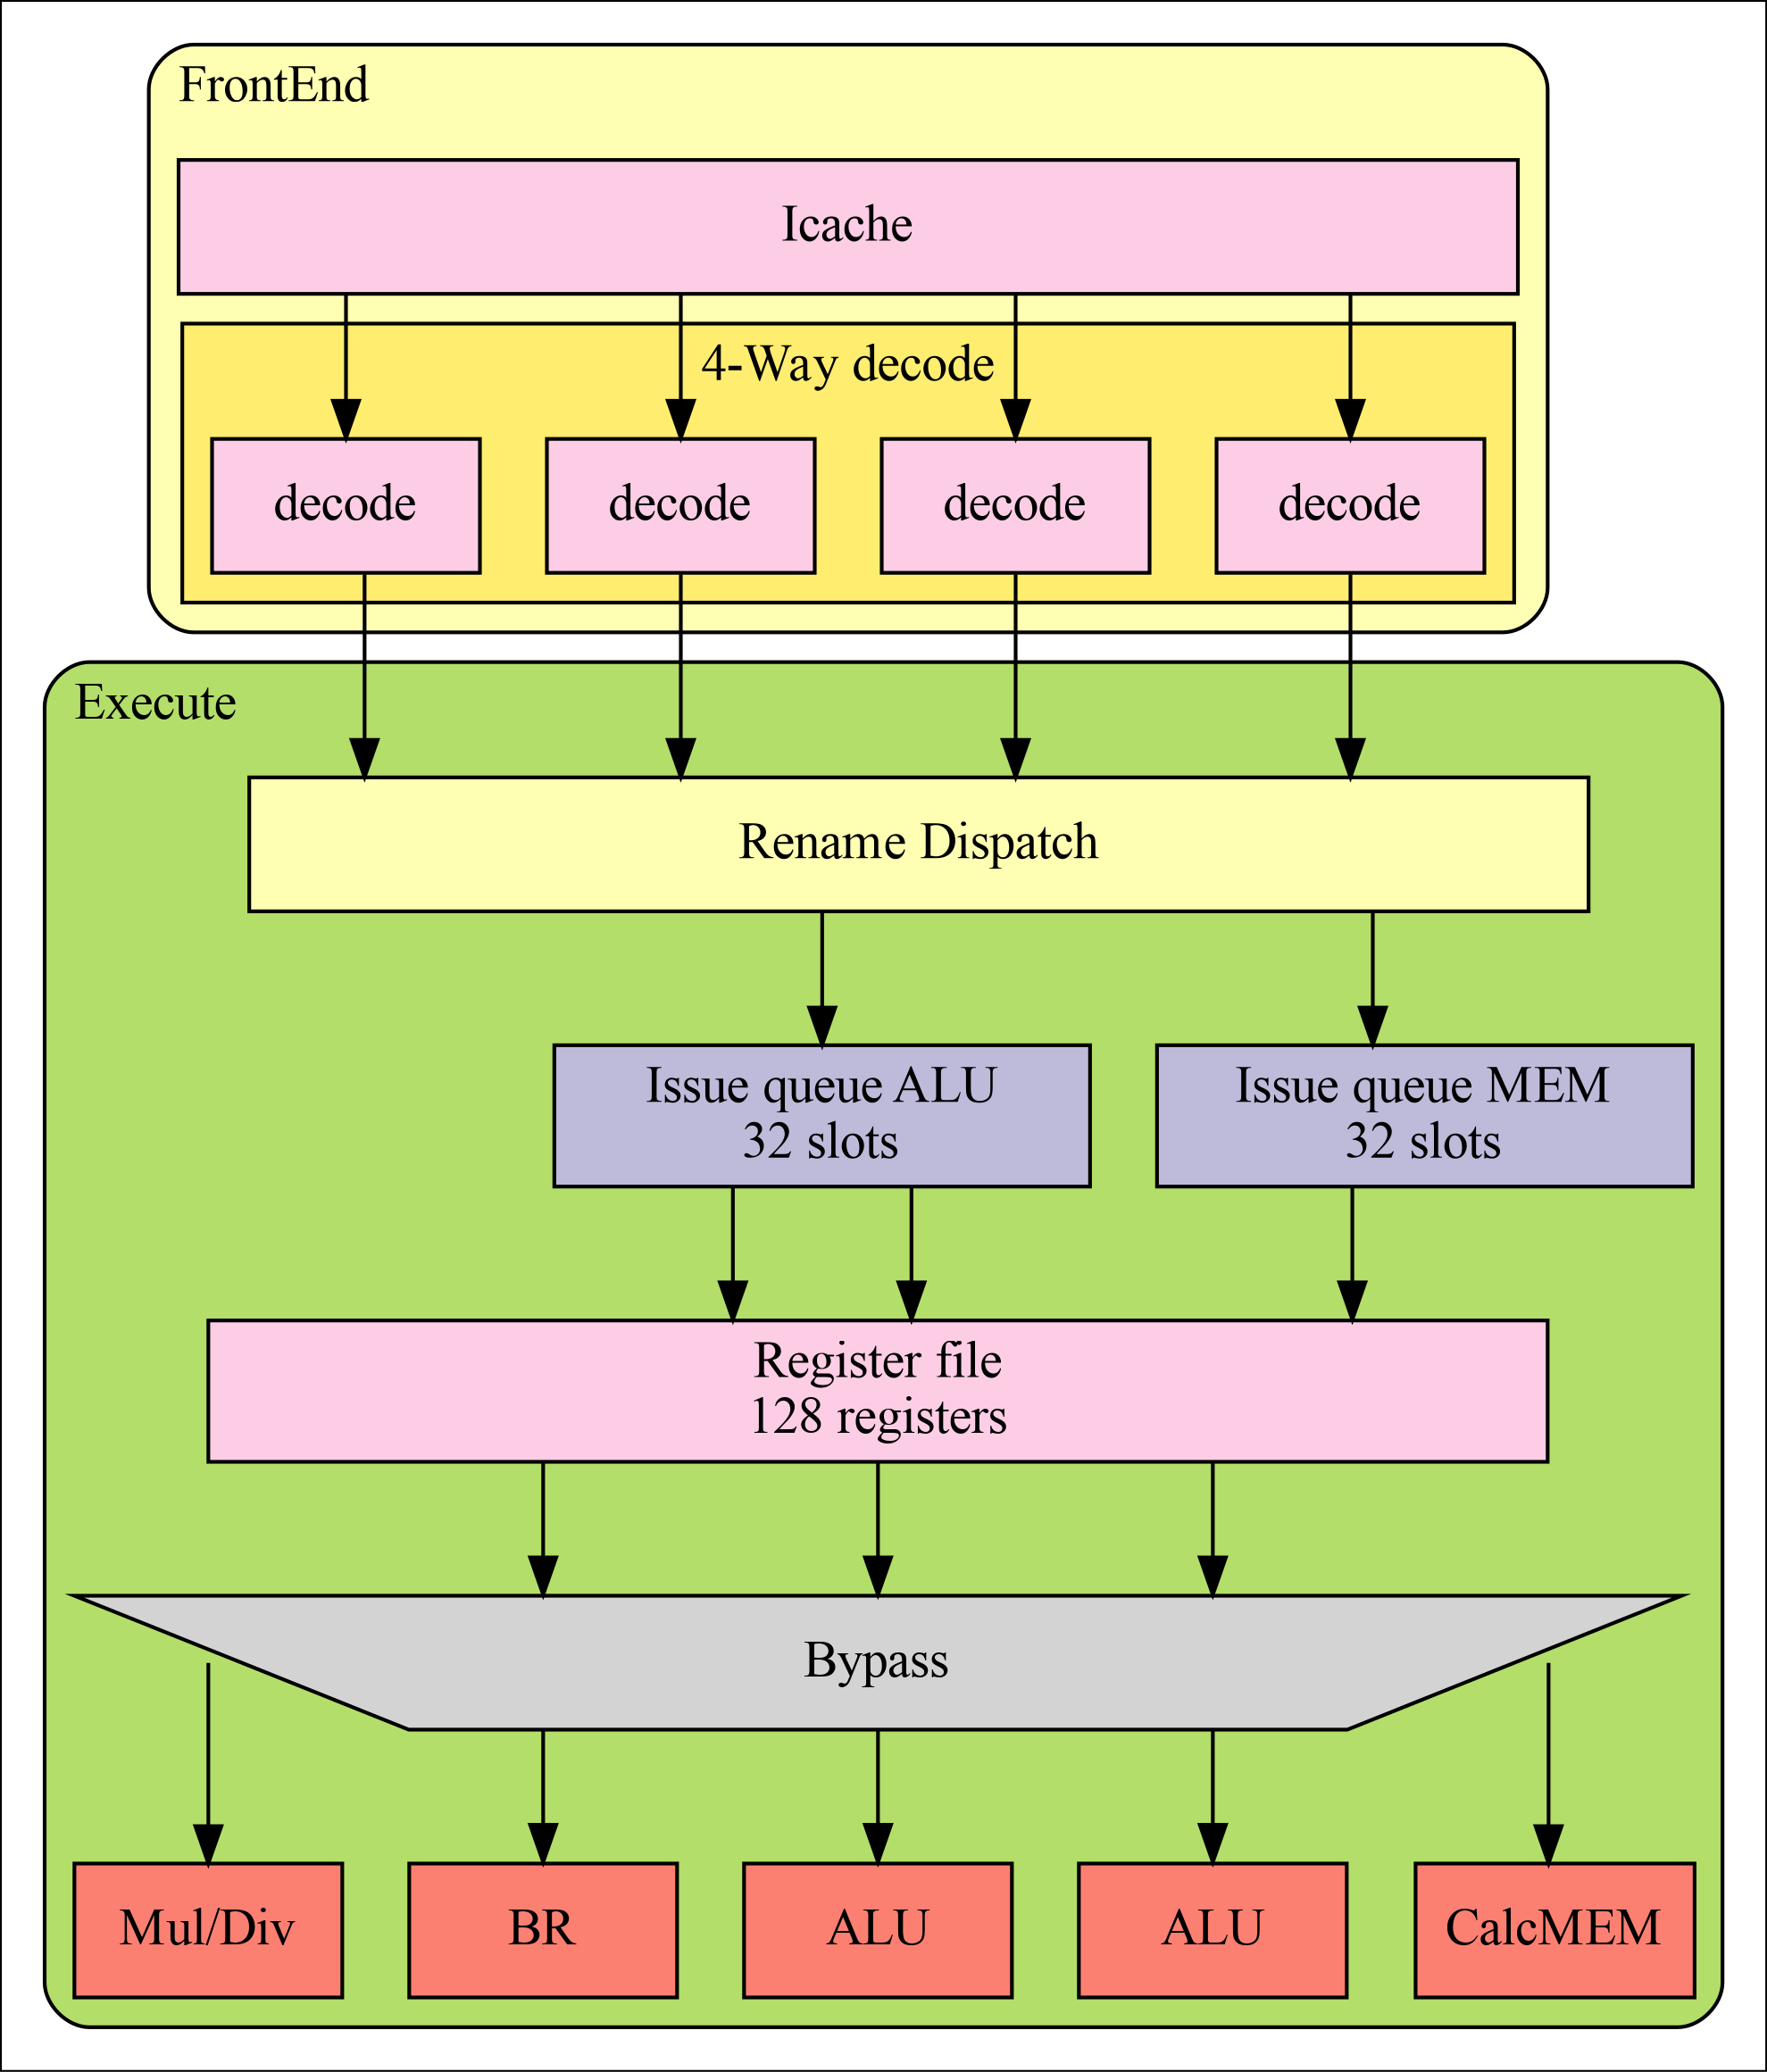 FrontEnd
Icache
4-Way decode
decode
decode
decode
decode
Execute
Rename Dispatch
Issue queue ALU
32 slots
Issue queue MEM
32 slots
Register file
128 registers
Bypass
Mul/Div
BR
ALU
ALU
CalcMEM